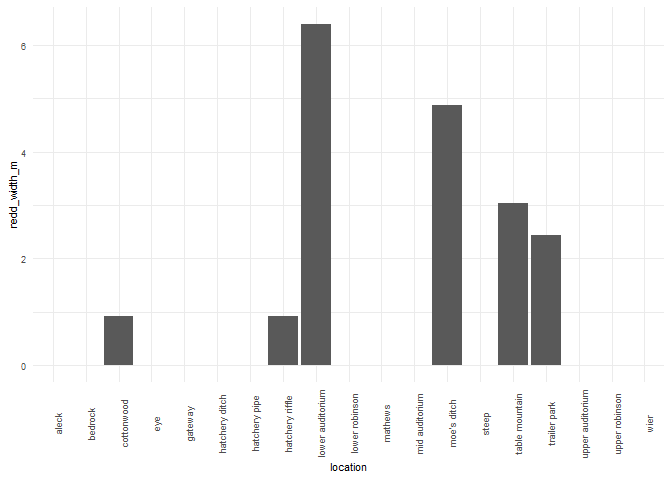 redd_width_m
6
4
2
0
aleck
bedrock
cottonwood
eye
gateway
hatchery ditch
hatchery pipe
hatchery riffle
lower auditorium
lower robinson
mathews
mid auditorium
moe's ditch
steep
table mountain
trailer park
upper auditorium
upper robinson
wier
location